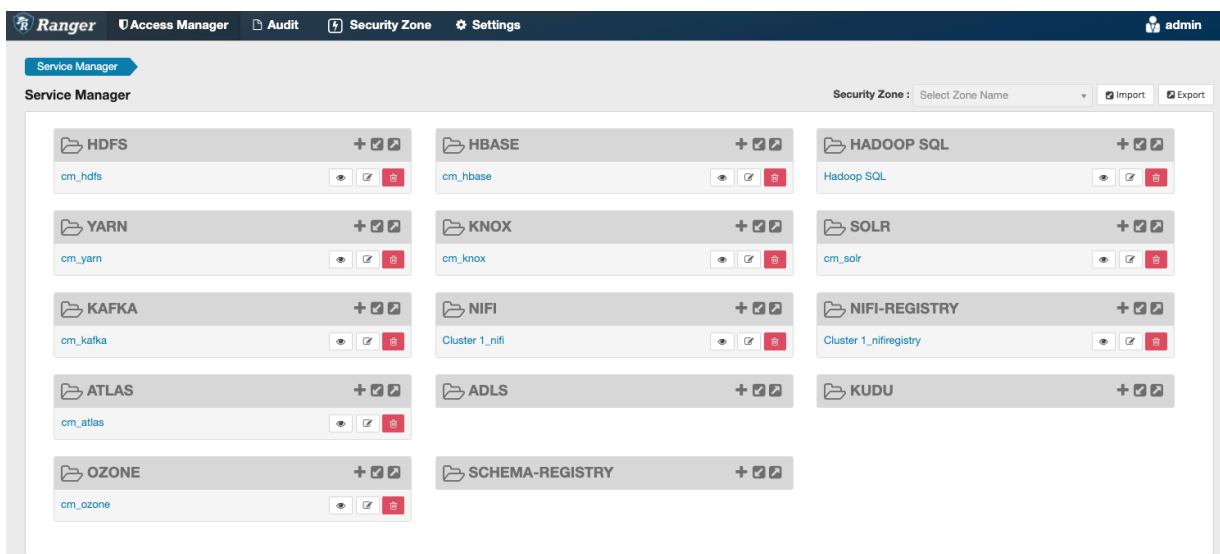 Ranger Access Manager Audit Security Zone Settings admin
Service Manager
Service Manager Security Zone : Select Zone Name Import Export
HDFS HBASE HADOOP SQL
cm_hdfs cm_hbase Hadoop SQL
YARN KNOX SOLR
cm_yarn cm_knox cm_solr
KAFKA NIFI NIFI-REGISTRY
cm_kafka Cluster 1_nifi Cluster 1_nifiregistry
ATLAS ADLS KUDU
cm_atlas
OZONE SCHEMA-REGISTRY
cm_ozone